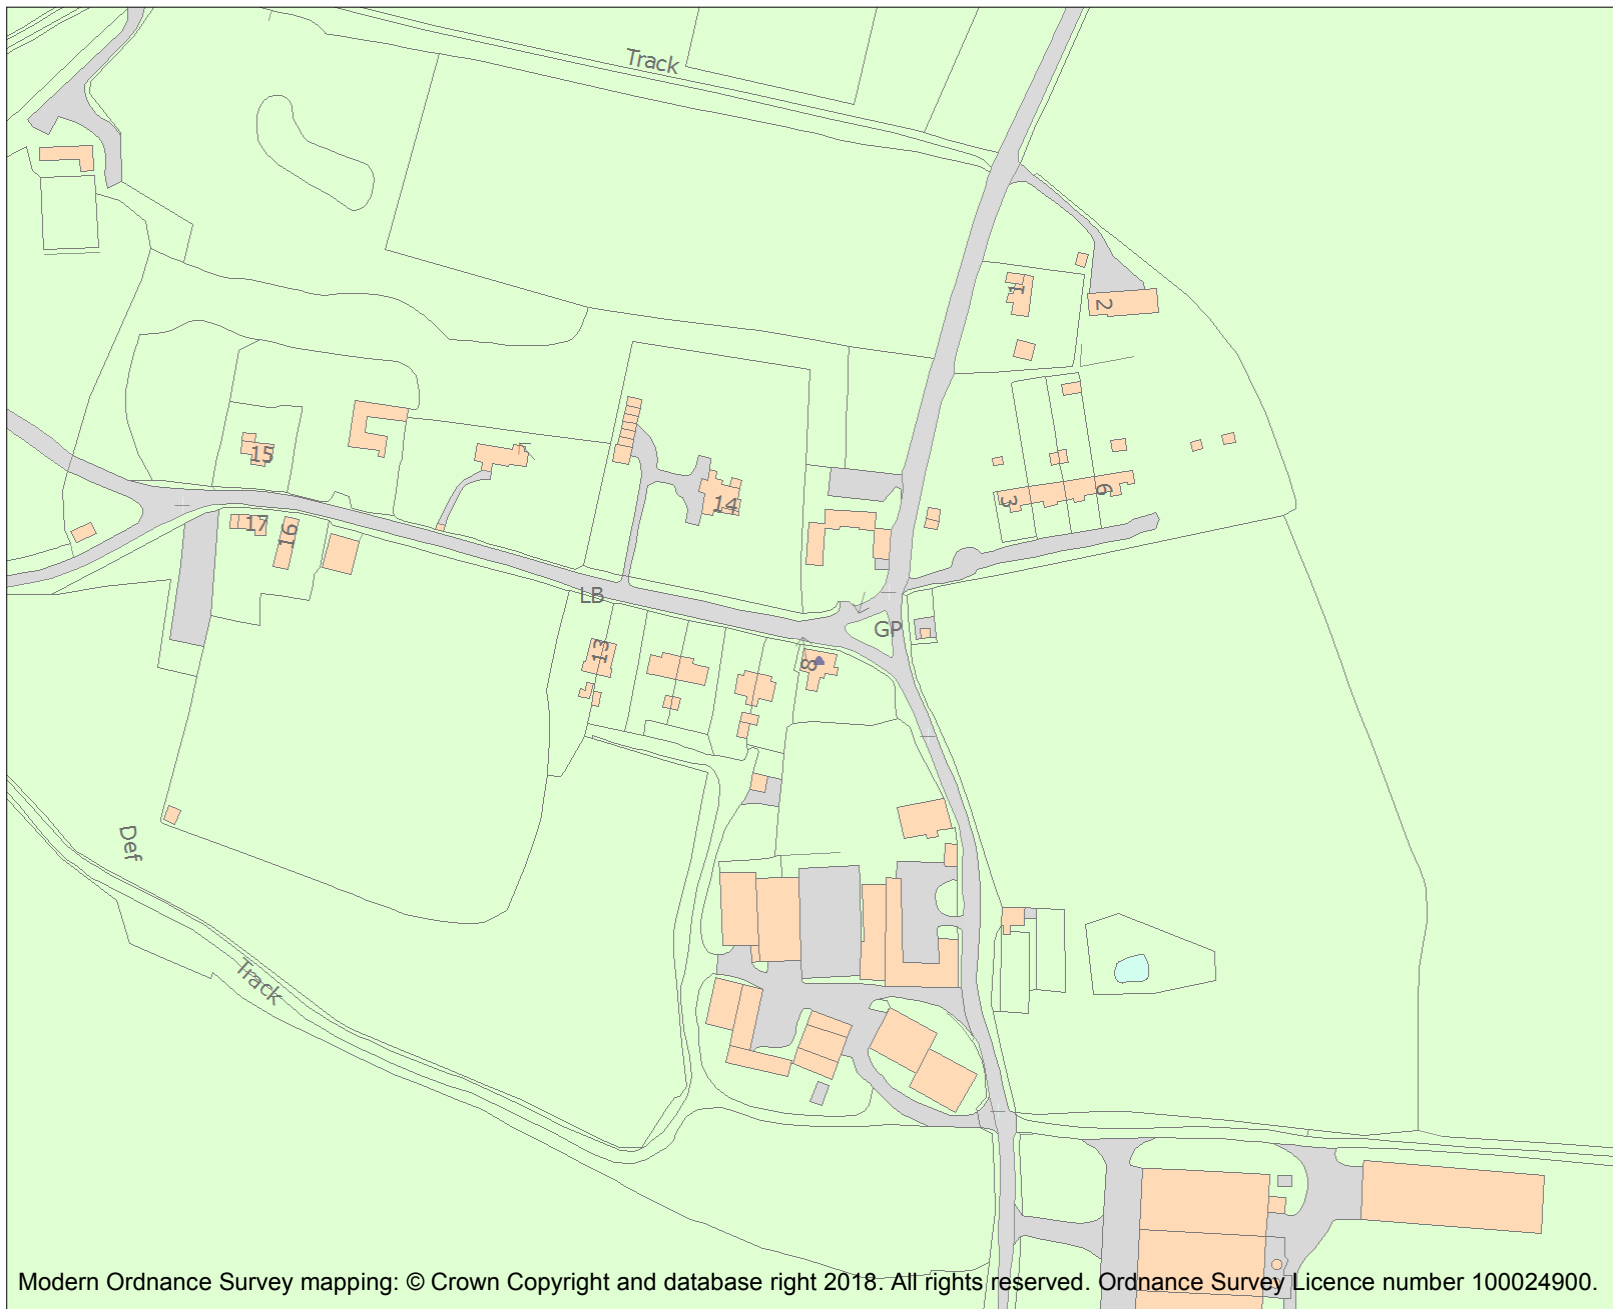 Track
1
2
15
14
3
6
17
16
LB
GP
13
8
Def
Track
Modern Ordnance Survey mapping: © Crown Copyright and database right 2018. All rights reserved. Ordnance Survey Licence number 100024900.